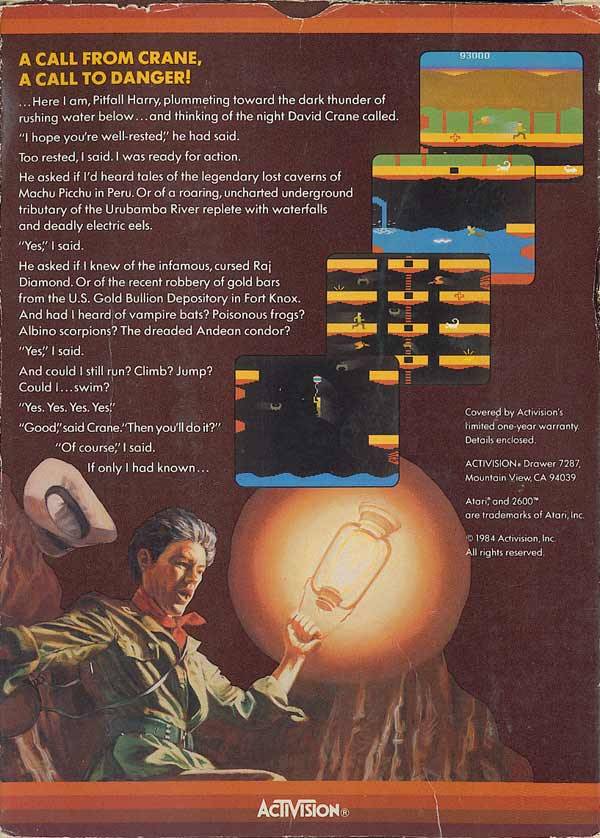 A CALL FROM CRANE,
A CALL TO DANGER!
...Here I am, Pitfall Harry, plummeting toward the dark thunder of
rushing water below...and thinking of the night David Crane called.
"I hope you're well-rested," he had said.
Too rested, I said. I was ready for action.
He asked if I'd heard tales of the legendary lost caverns of
Machu Picchu in Peru. Or of a roaring, uncharted underground
tributary of the Urubamba River replete with waterfalls
and deadly electric eels.
"Yes," I said.
He asked if I knew of the infamous, cursed Raj
Diamond. Or of the recent robbery of gold bars
from the U.S. Gold Bullion Depository in Fort Knox.
And had I heard of vampire bats? Poisonous frogs?
Albino scorpions? The dreaded Andean condor?
"Yes," I said.
And could I still run? Climb? Jump?
Could I...swim?
"Yes. Yes. Yes. Yes."
"Good," said Crane. "Then you'll do it?"
"Of course," I said.
If only I had known...
93000
Covered by Activision's
limited one-year warranty.
Details enclosed.
ACTIVISION® Drawer 7287,
Mountain View, CA 94039
Atari® and 2600™
are trademarks of Atari, Inc.
© 1984 Activision, Inc.
All rights reserved.
ACTIVISION®